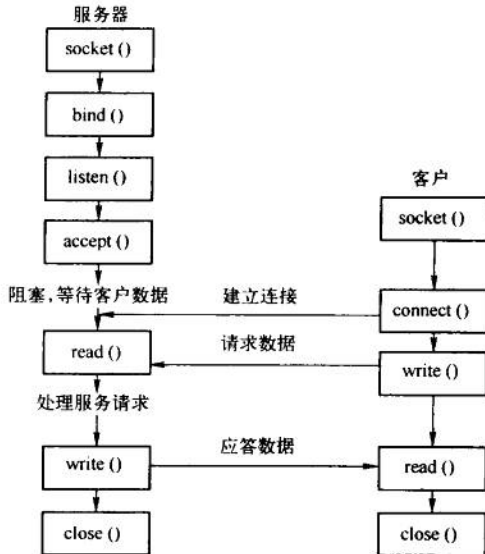 服务器
socket ()
bind ()
listen ()
客户
socket ()
accept ()
阻塞,等待客户数据
建立连接
connect ()
read ()
请求数据
write ()
处理服务请求
write ()
应答数据
read ()
close ()
close ()